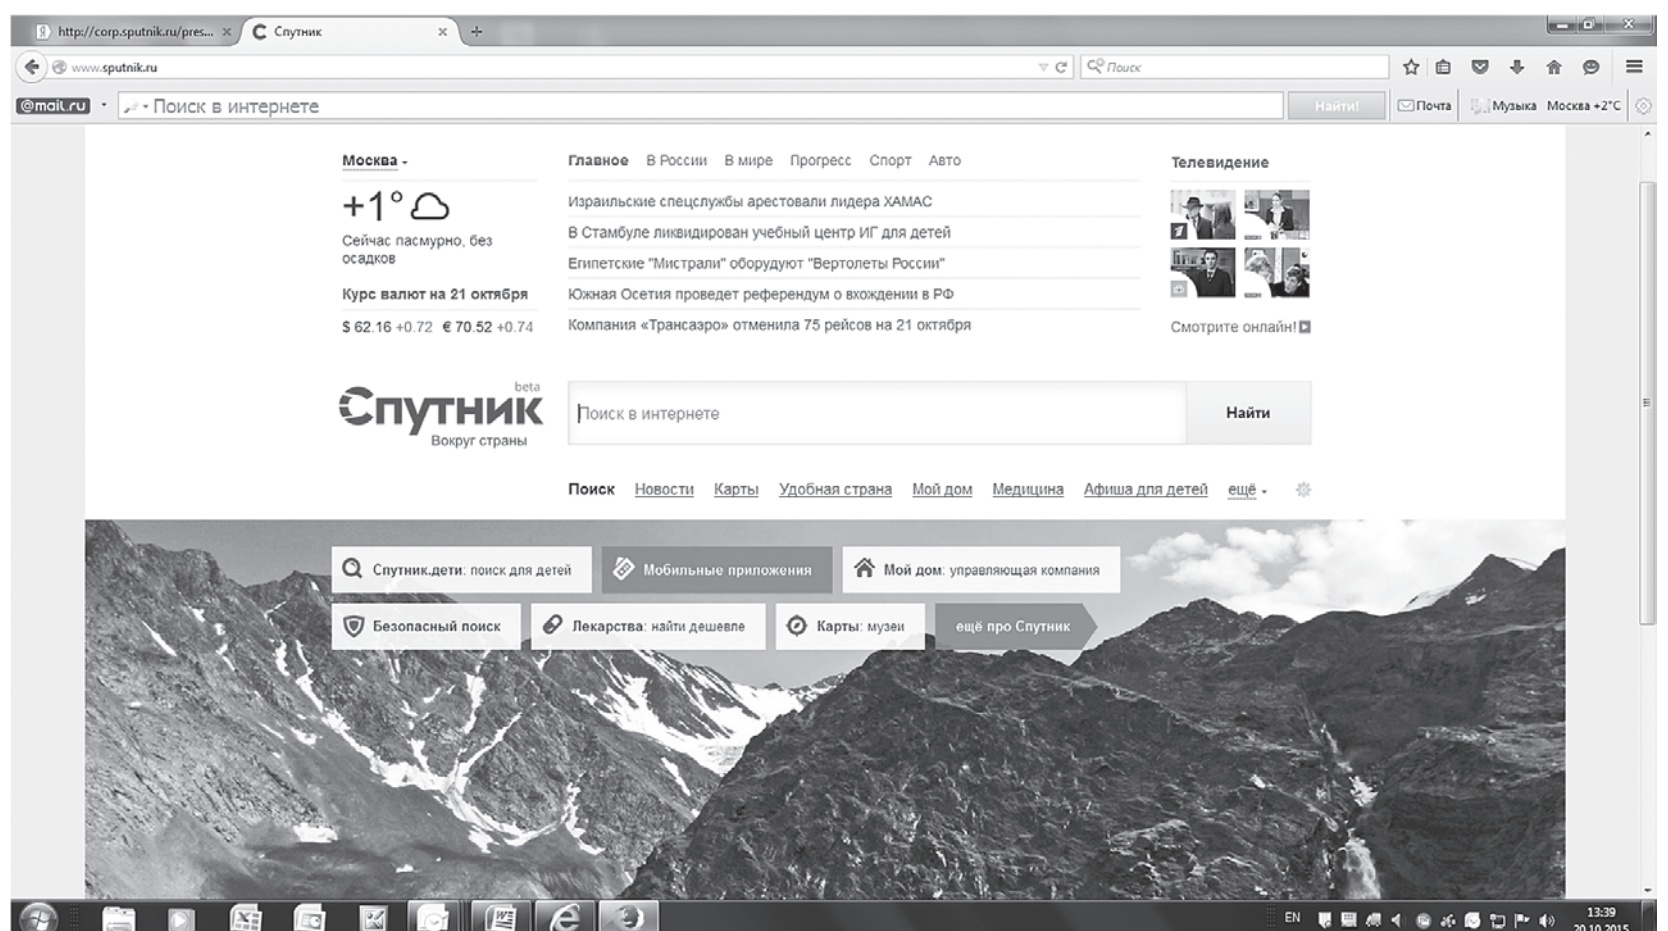 http://corp.sputnik.ru/pres... Спутник
www.sputnik.ru Поиск
@mail.ru Поиск в интернете Найти! Почта Музыка Москва +2°C
Москва Главное В России В мире Прогресс Спорт Авто Телевидение
+1°
Израильские спецслужбы арестовали лидера ХАМАС
Сейчас пасмурно, без
осадков
В Стамбуле ликвидирован учебный центр ИГ для детей
Египетские "Мистрали" оборудуют "Вертолеты России"
Курс валют на 21 октября
Южная Осетия проведет референдум о вхождении в РФ
$ 62.16 +0.72 € 70.52 +0.74
Компания «Трансаэро» отменила 75 рейсов на 21 октября
Смотрите онлайн!
beta
Спутник
Вокруг страны
Поиск в интернете Найти
Поиск Новости Карты Удобная страна Мой дом Медицина Афиша для детей ещё
Спутник.дети: поиск для детей Мобильные приложения Мой дом: управляющая компания
Безопасный поиск Лекарства: найти дешевле Карты: музеи ещё про Спутник
EN 13:39
20.10.2015